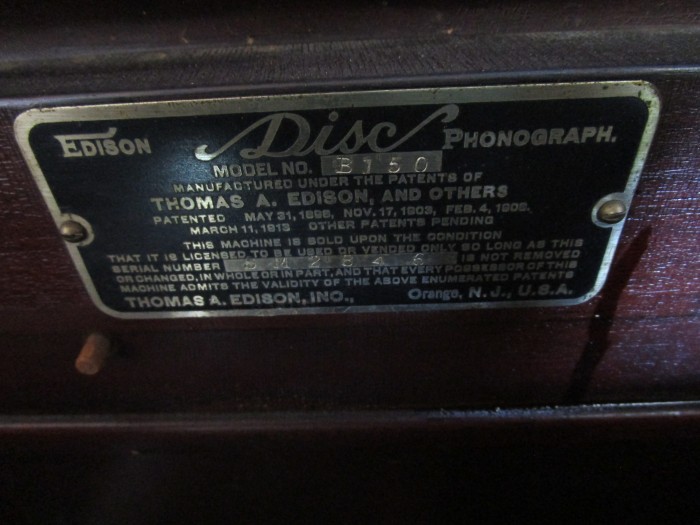 EDISON Disc PHONOGRAPH.
MODEL NO. B150
MANUFACTURED UNDER THE PATENTS OF
THOMAS A. EDISON, AND OTHERS
PATENTED MAY 31, 1898, NOV. 17, 1903, FEB. 4, 1908,
MARCH 11, 1913 OTHER PATENTS PENDING
THIS MACHINE IS SOLD UPON THE CONDITION
THAT IT IS LICENSED TO BE USED OR VENDED ONLY SO LONG AS THIS
SERIAL NUMBER IS NOT REMOVED
OR CHANGED, IN WHOLE OR IN PART, AND THAT EVERY POSSESSOR OF THIS
MACHINE ADMITS THE VALIDITY OF THE ABOVE ENUMERATED PATENTS
THOMAS A. EDISON, INC., Orange, N. J., U.S.A.